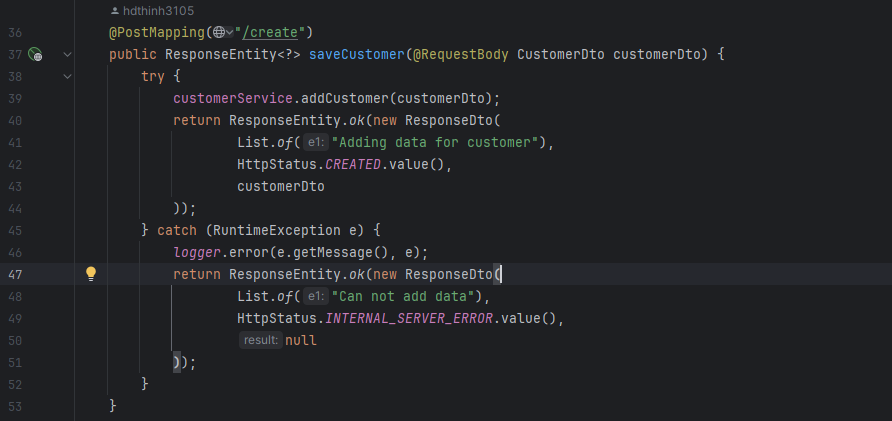 hdthinh3105
36 @PostMapping("/create")
37 public ResponseEntity<?> saveCustomer(@RequestBody CustomerDto customerDto) {
38 try {
39 customerService.addCustomer(customerDto);
40 return ResponseEntity.ok(new ResponseDto(
41 List.of( e1: "Adding data for customer"),
42 HttpStatus.CREATED.value(),
43 customerDto
44 ));
45 } catch (RuntimeException e) {
46 logger.error(e.getMessage(), e);
47 return ResponseEntity.ok(new ResponseDto(
48 List.of( e1: "Can not add data"),
49 HttpStatus.INTERNAL_SERVER_ERROR.value(),
50 result: null
51 ));
52 }
53 }